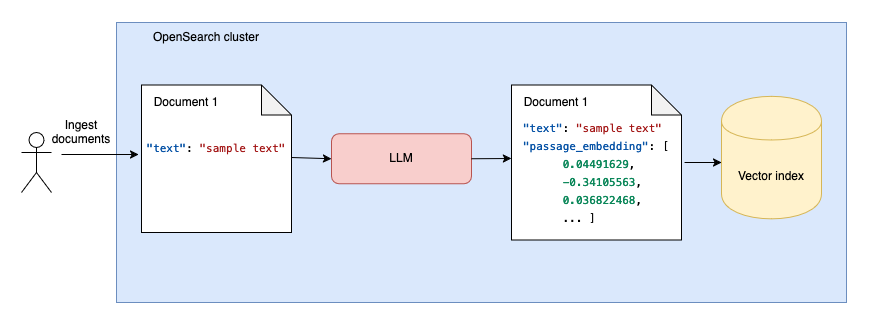 OpenSearch cluster
Ingest
documents
Document 1
"text": "sample text"
LLM
Document 1
"text": "sample text"
"passage_embedding": [
0.04491629,
-0.34105563,
0.036822468,
... ]
Vector index